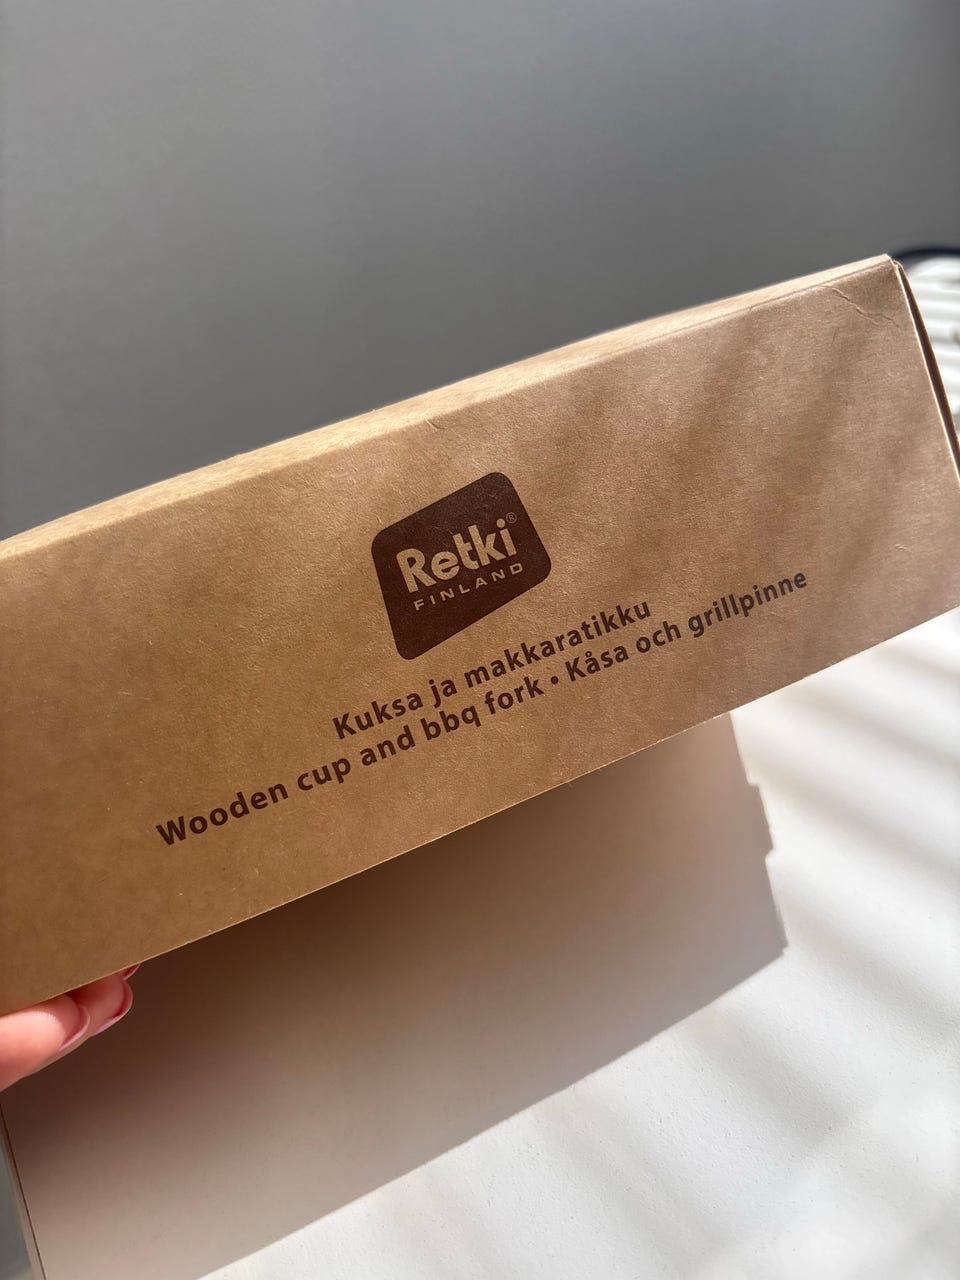 Retki®
FINLAND
Kuksa ja makkaratikku
Wooden cup and bbq fork • Kåsa och grillpinne